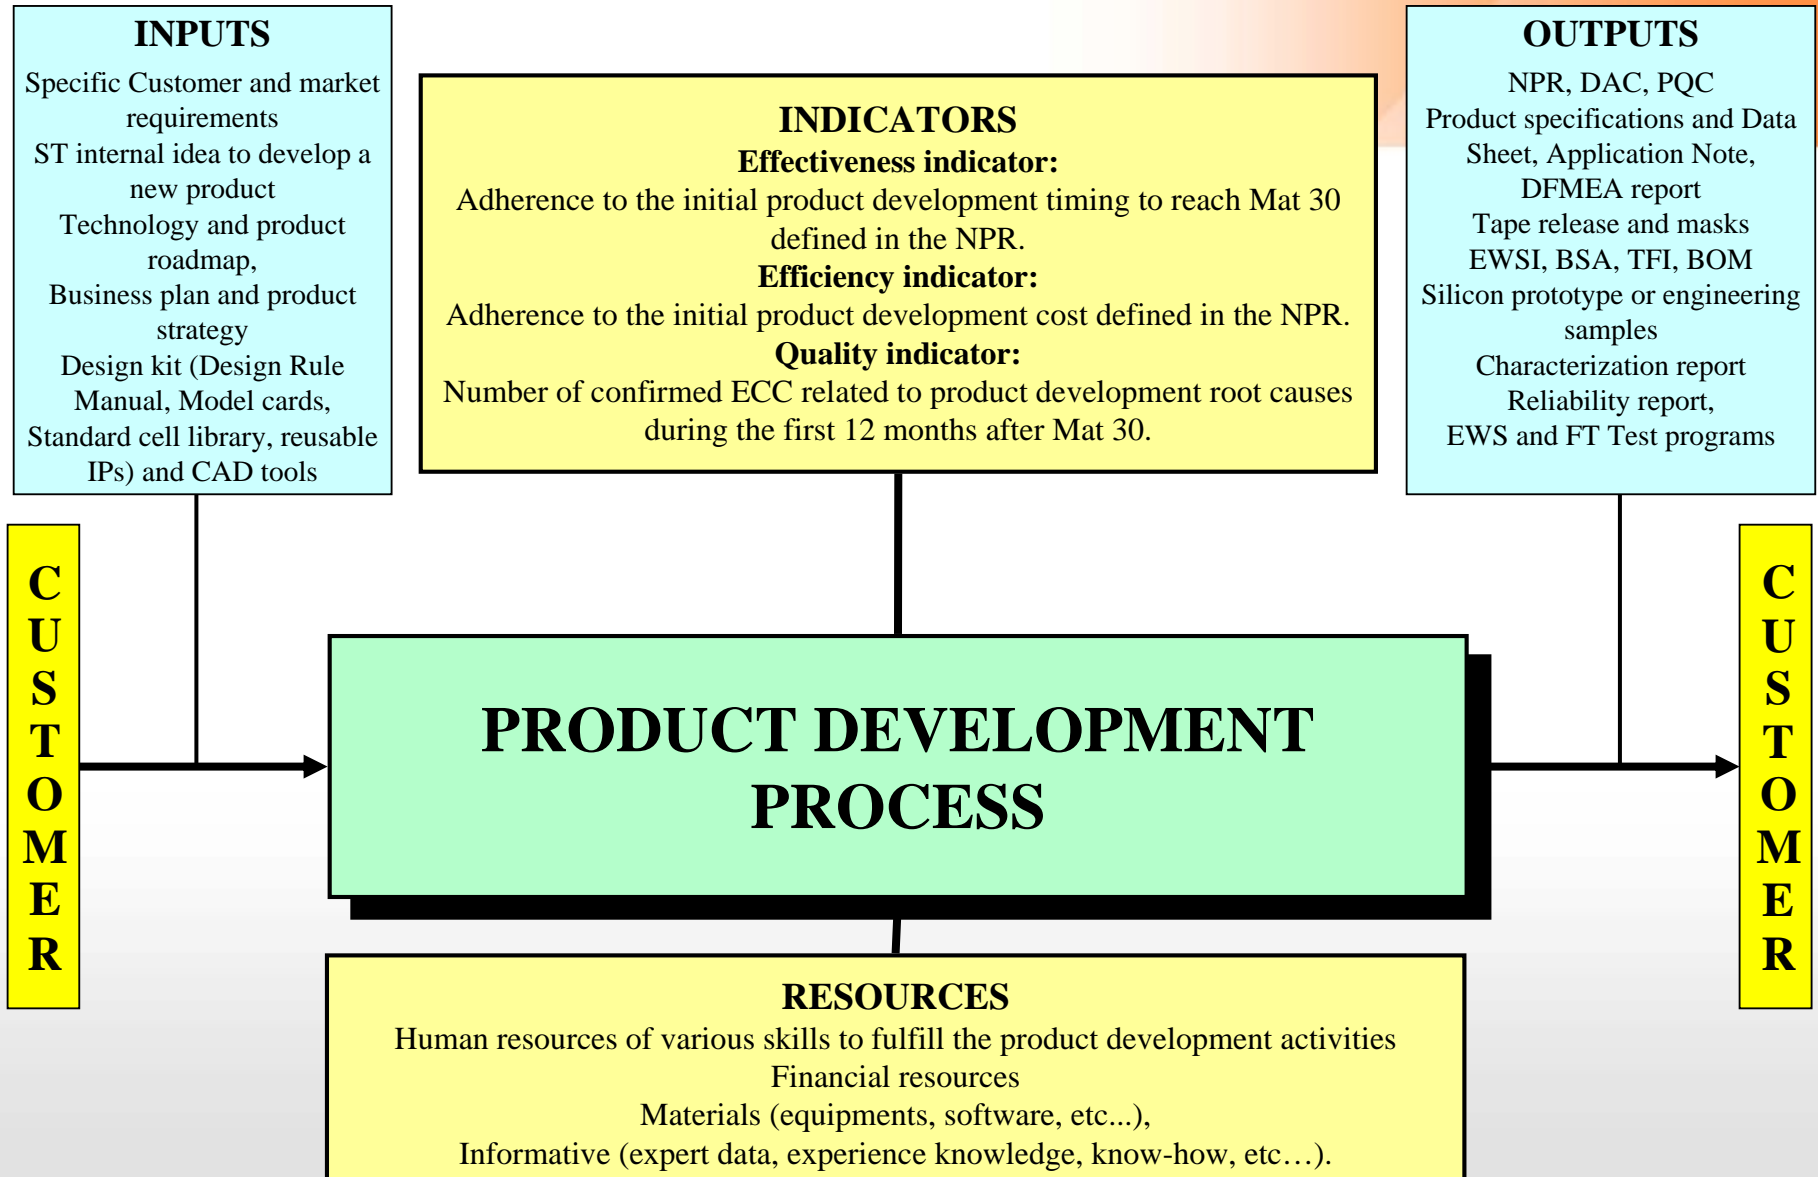 INPUTS
Specific Customer and market
requirements
ST internal idea to develop a
new product
Technology and product
roadmap,
Business plan and product
strategy
Design kit (Design Rule
Manual, Model cards,
Standard cell library, reusable
IPs) and CAD tools
INDICATORS
Effectiveness indicator:
Adherence to the initial product development timing to reach Mat 30
defined in the NPR.
Efficiency indicator:
Adherence to the initial product development cost defined in the NPR.
Quality indicator:
Number of confirmed ECC related to product development root causes
during the first 12 months after Mat 30.
OUTPUTS
NPR, DAC, PQC
Product specifications and Data
Sheet, Application Note,
DFMEA report
Tape release and masks
EWSI, BSA, TFI, BOM
Silicon prototype or engineering
samples
Characterization report
Reliability report,
EWS and FT Test programs
CUSTOMER
PRODUCT DEVELOPMENT
PROCESS
CUSTOMER
RESOURCES
Human resources of various skills to fulfill the product development activities
Financial resources
Materials (equipments, software, etc...),
Informative (expert data, experience knowledge, know-how, etc…).